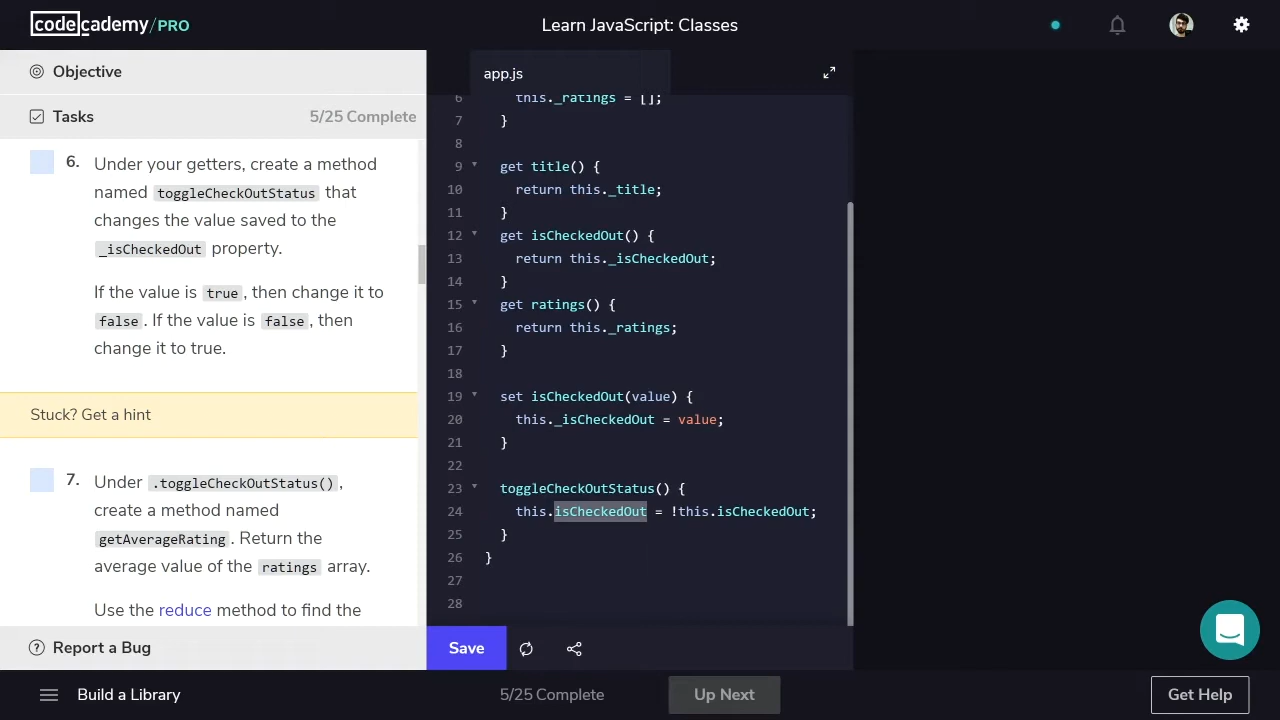 codecademy/PRO
Learn JavaScript: Classes
Objective
Tasks
5/25 Complete
6. Under your getters, create a method
named toggleCheckOutStatus that
changes the value saved to the
_isCheckedOut property.
If the value is true, then change it to
false. If the value is false, then
change it to true.
Stuck? Get a hint
7. Under .toggleCheckOutStatus(),
create a method named
getAverageRating. Return the
average value of the ratings array.
Use the reduce method to find the
Report a Bug
app.js
6 this._ratings = [];
7 }
8
9 get title() {
10 return this._title;
11 }
12 get isCheckedOut() {
13 return this._isCheckedOut;
14 }
15 get ratings() {
16 return this._ratings;
17 }
18
19 set isCheckedOut(value) {
20 this._isCheckedOut = value;
21 }
22
23 toggleCheckOutStatus() {
24 this.isCheckedOut = !this.isCheckedOut;
25 }
26 }
27
28
Save
Build a Library
5/25 Complete
Up Next
Get Help